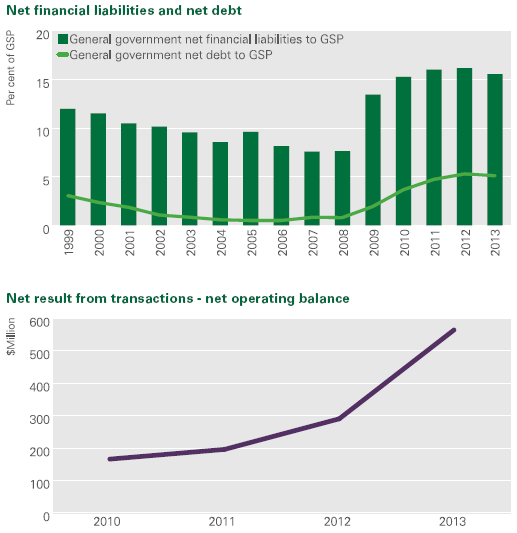 Net financial liabilities and net debt
Per cent of GSP
20
General government net financial liabilities to GSP
General government net debt to GSP
15
10
5
0
1999 2000 2001 2002 2003 2004 2005 2006 2007 2008 2009 2010 2011 2012 2013
Net result from transactions - net operating balance
$Million
600
500
400
300
200
100
0
2010 2011 2012 2013